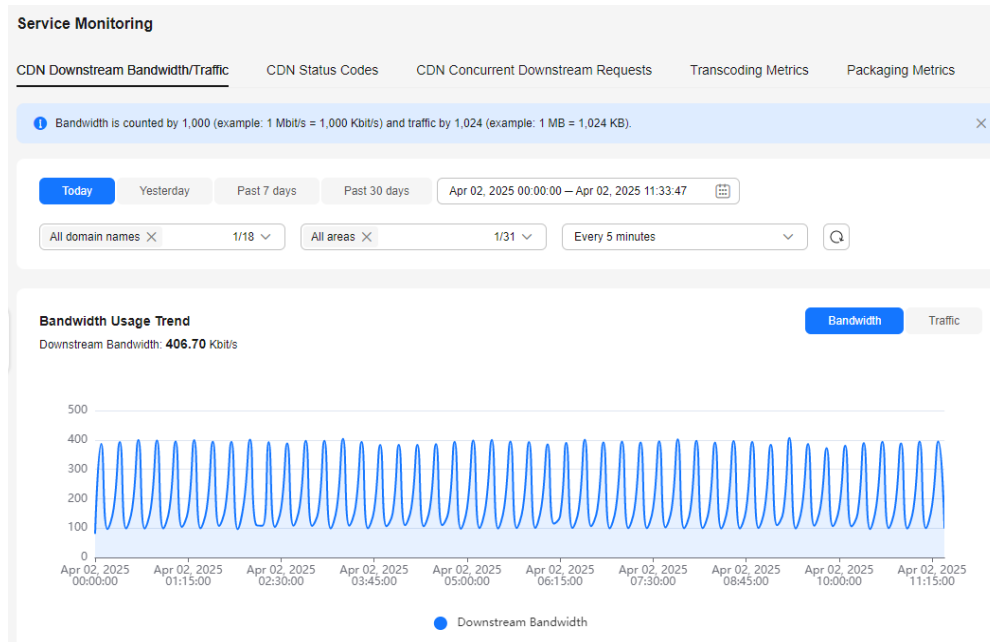 Service Monitoring
CDN Downstream Bandwidth/Traffic CDN Status Codes CDN Concurrent Downstream Requests Transcoding Metrics Packaging Metrics
Bandwidth is counted by 1,000 (example: 1 Mbit/s = 1,000 Kbit/s) and traffic by 1,024 (example: 1 MB = 1,024 KB).
Today Yesterday Past 7 days Past 30 days Apr 02, 2025 00:00:00 — Apr 02, 2025 11:33:47
All domain names 1/18 All areas 1/31 Every 5 minutes
Bandwidth Usage Trend Bandwidth Traffic
Downstream Bandwidth: 406.70 Kbit/s
500
400
300
200
100
0
Apr 02, 2025 Apr 02, 2025 Apr 02, 2025 Apr 02, 2025 Apr 02, 2025 Apr 02, 2025 Apr 02, 2025 Apr 02, 2025 Apr 02, 2025 Apr 02, 2025
00:00:00 01:15:00 02:30:00 03:45:00 05:00:00 06:15:00 07:30:00 08:45:00 10:00:00 11:15:00
Downstream Bandwidth